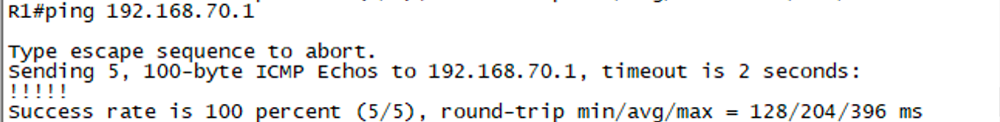 R1#ping 192.168.70.1
Type escape sequence to abort.
Sending 5, 100-byte ICMP Echos to 192.168.70.1, timeout is 2 seconds:
!!!!!
Success rate is 100 percent (5/5), round-trip min/avg/max = 128/204/396 ms